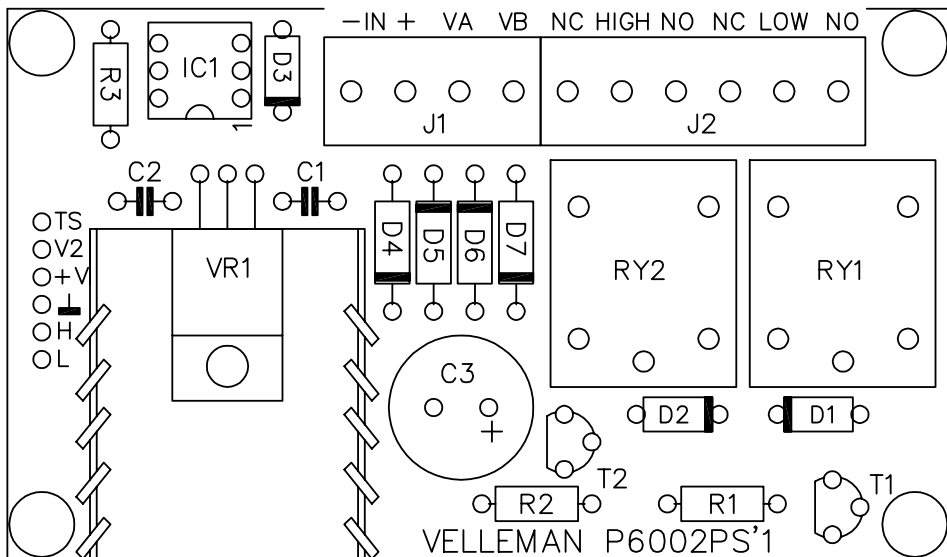 -IN + VA VB NC HIGH NO NC LOW NO
R3 IC1 D3
1
J1 J2
C2 C1
TS
V2
+V
H
L
VR1
D4 D5 D6 D7
RY2 RY1
C3
+
D2 D1
T2 T1
R2 R1
VELLEMAN P6002PS'1